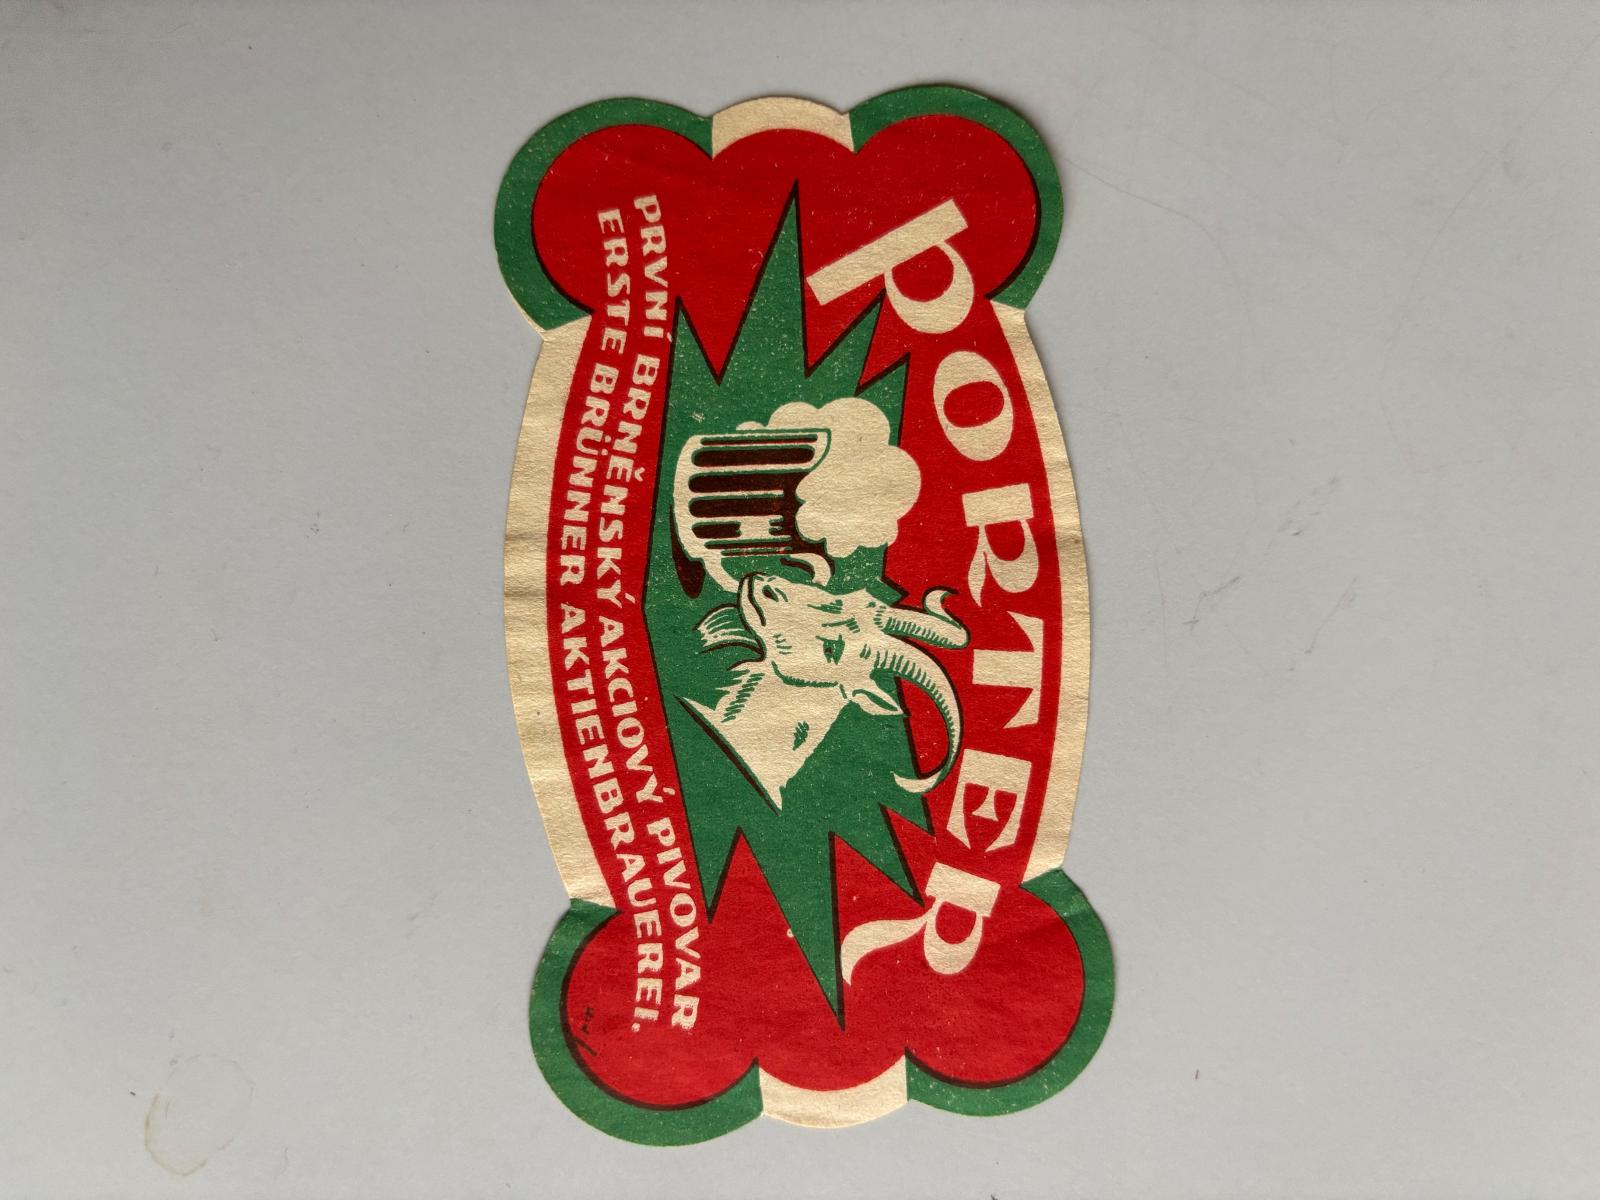 PORTER
PRVNÍ BRNĚNSKÝ AKCIOVÝ PIVOVAR
ERSTE BRÜNNER AKTIENBRAUEREI.